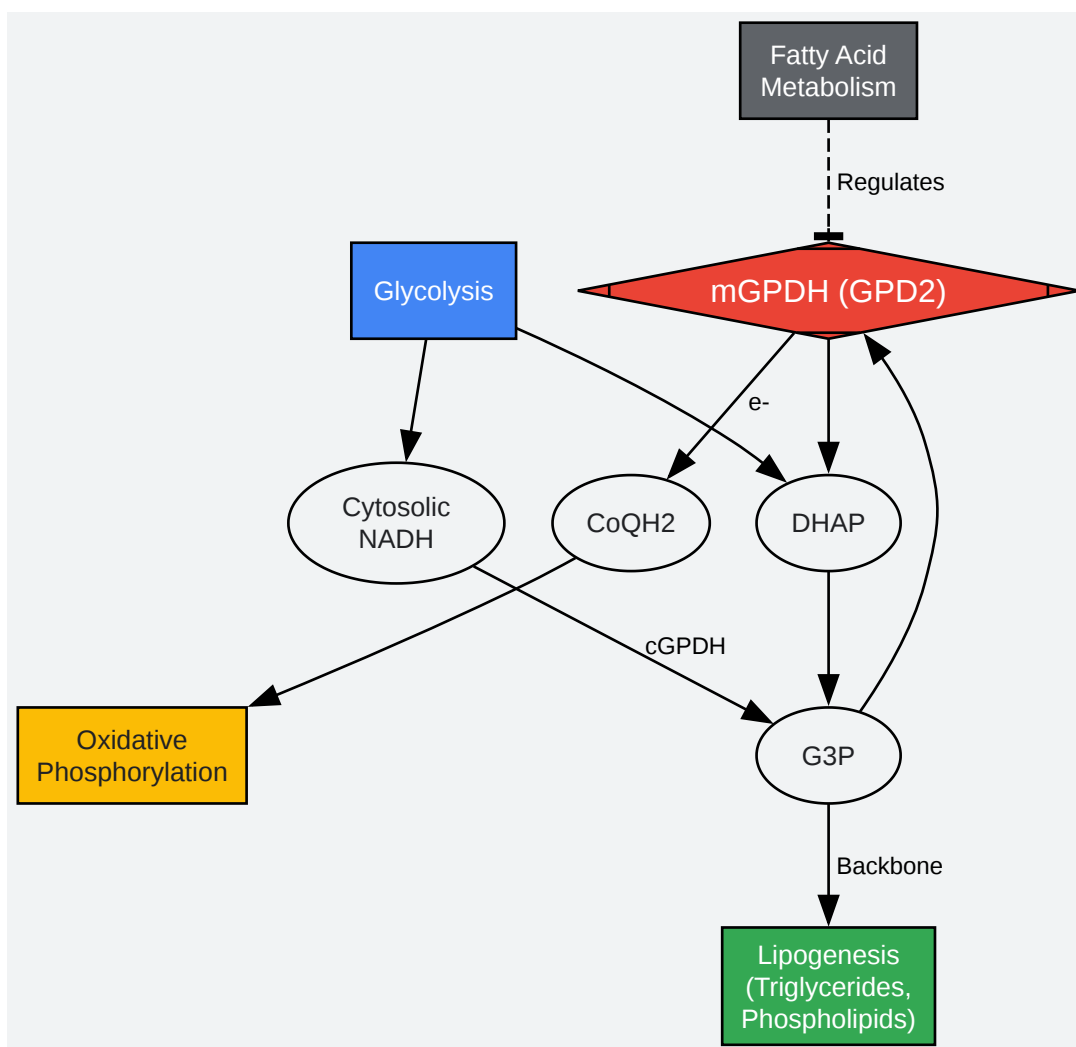 Fatty Acid
Metabolism
Regulates
Glycolysis
mGPDH (GPD2)
e-
Cytosolic
NADH
CoQH2
DHAP
cGPDH
Oxidative
Phosphorylation
G3P
Backbone
Lipogenesis
(Triglycerides,
Phospholipids)